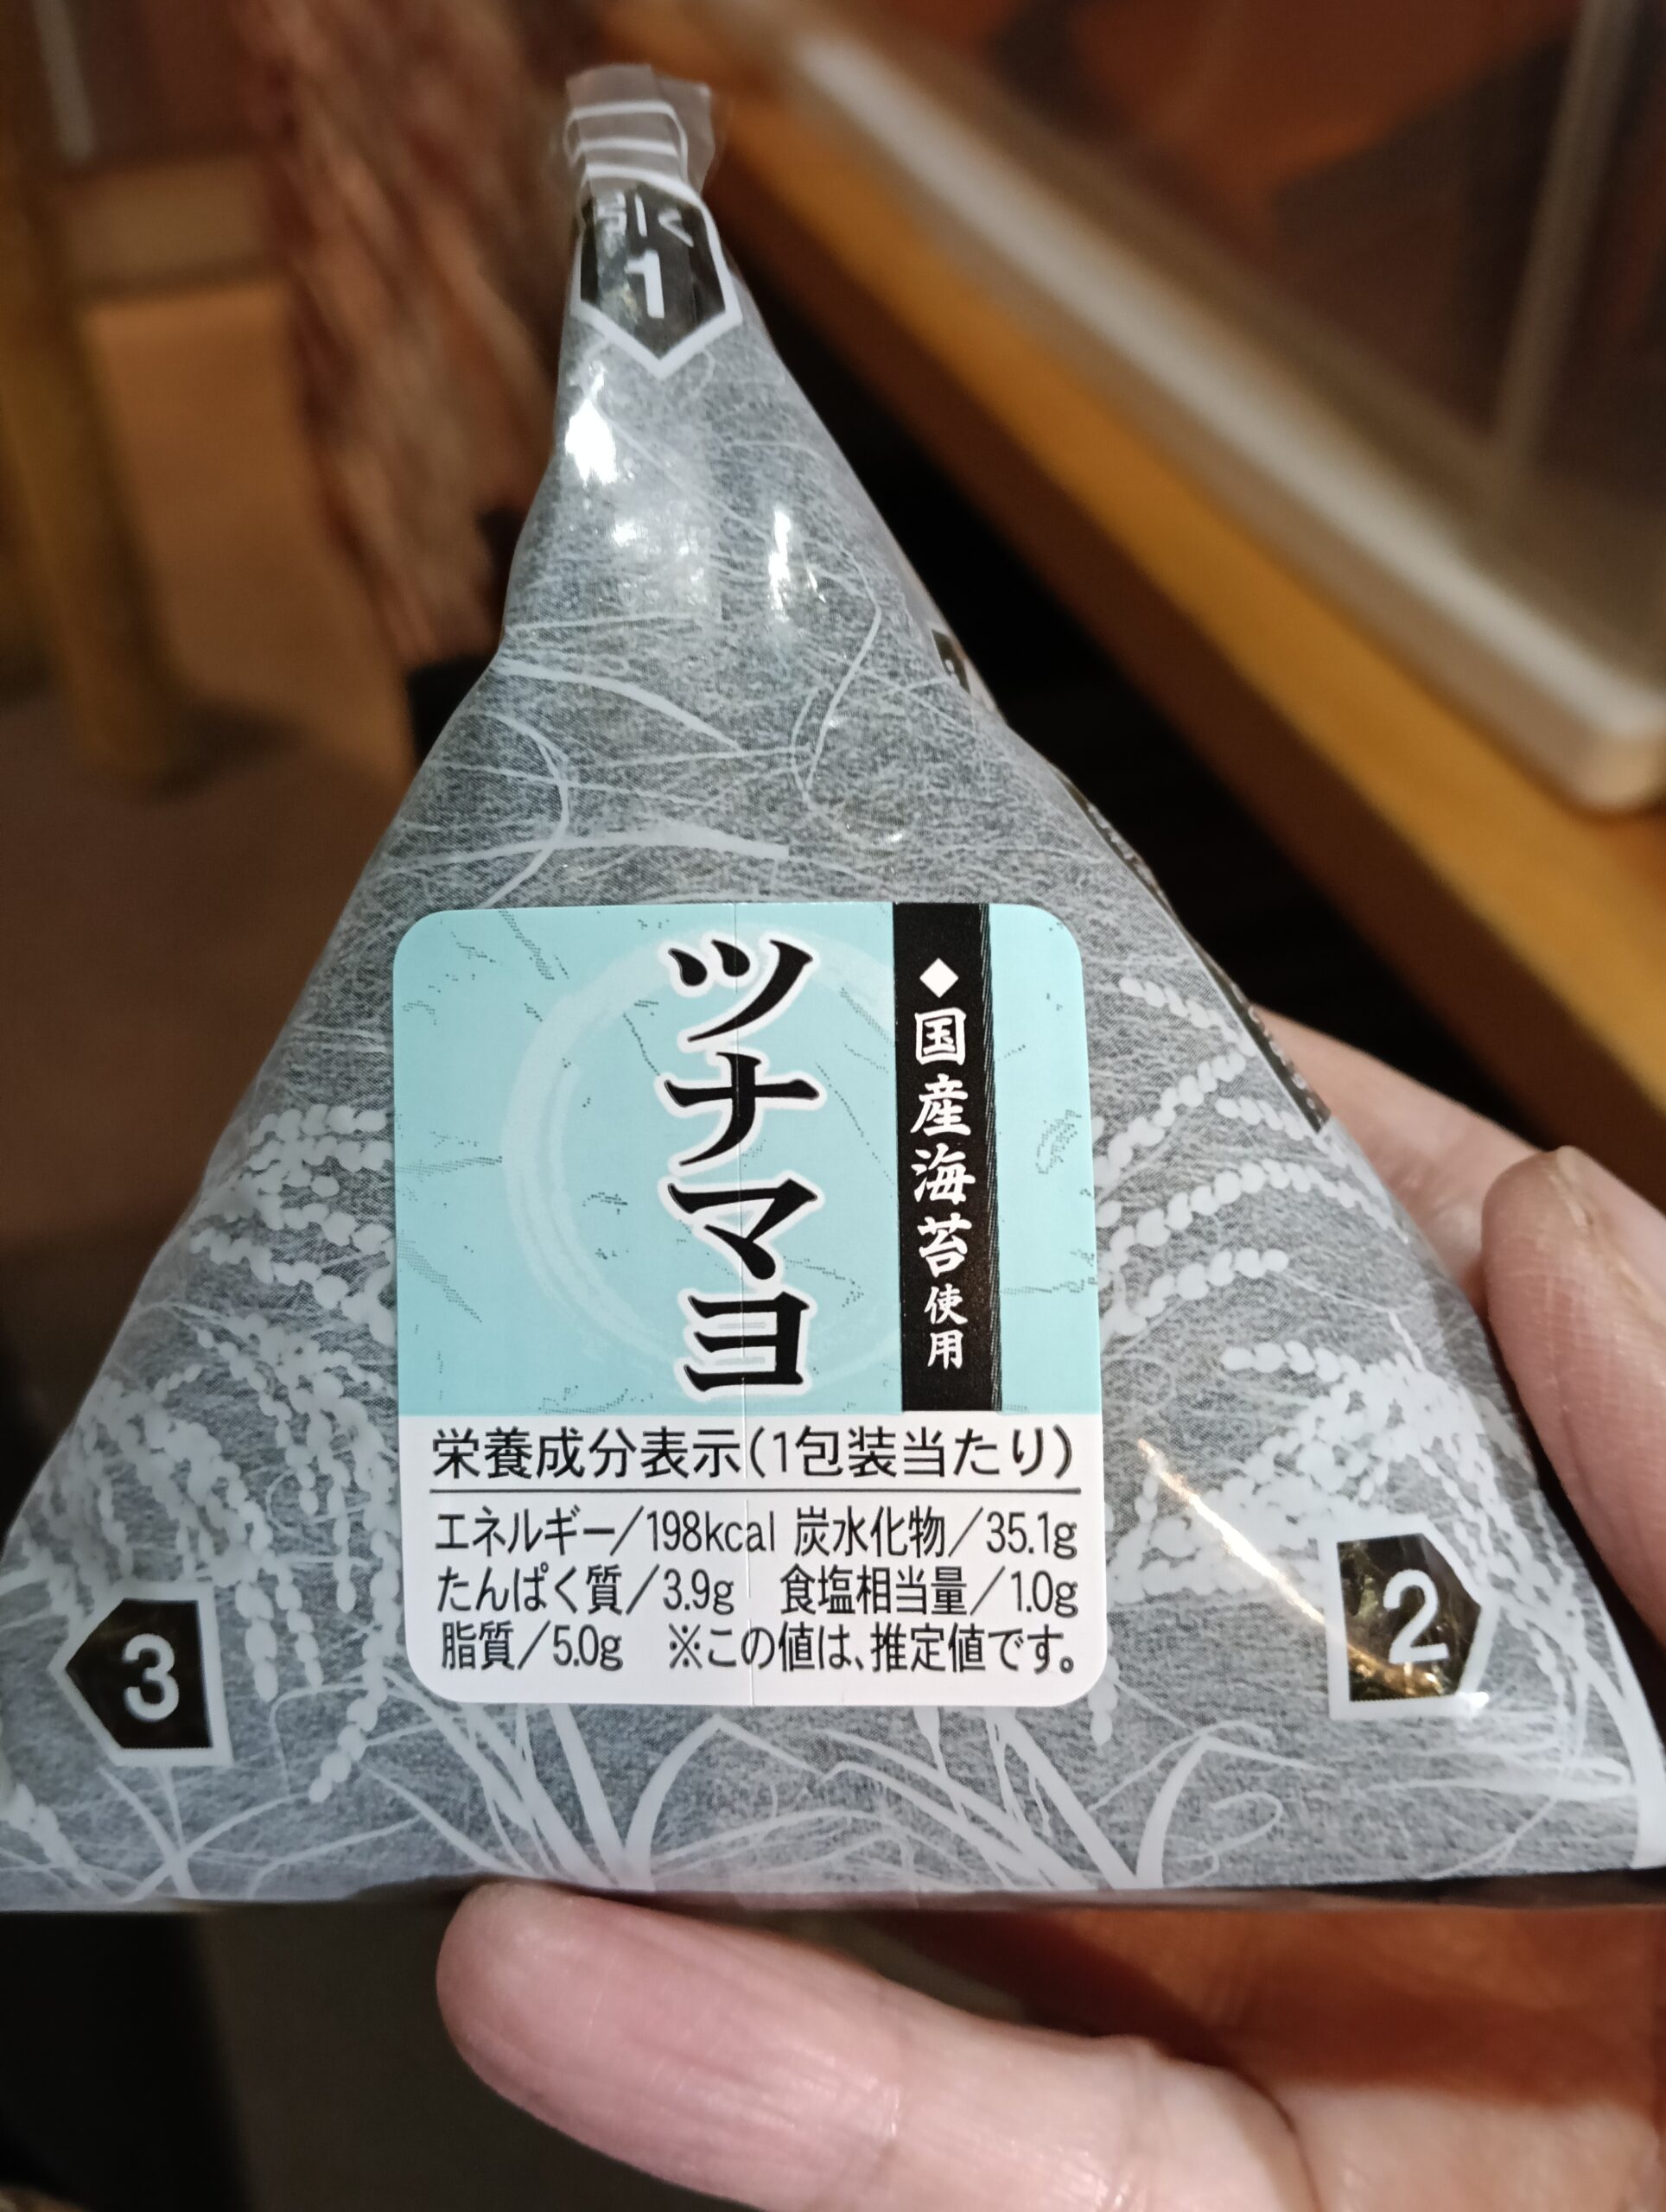 引く
1
ツナマヨ
◆国産海苔使用
栄養成分表示(1包装当たり)
エネルギー/198kcal 炭水化物/35.1g
たんぱく質/3.9g 食塩相当量/1.0g
脂質/5.0g ※この値は、推定値です。
3
2